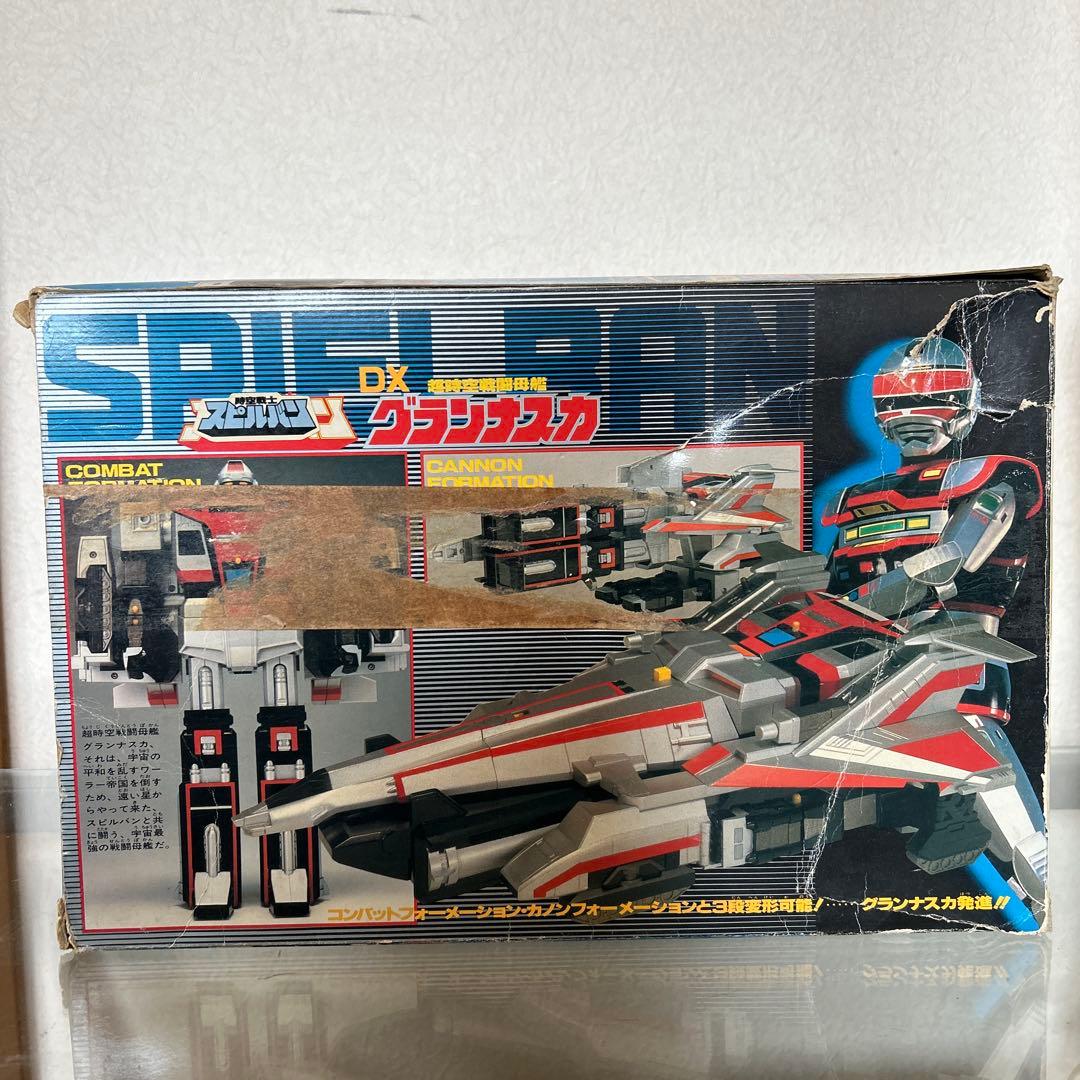 SPIELBAN
DX 超時空戦闘母艦
時空戦士
スピルバン
グランナスカ
COMBAT
FORMATION
CANNON
FORMATION
超時空戦闘母艦
グランナスカ、
それは、宇宙の
平和を乱すワー
ラー帝国を倒す
ため、遠い星か
らやって来た、
スピルバンと共
に闘う、宇宙最
強の戦闘母艦だ。
コンバットフォーメーション・カノンフォーメーションと3段変形可能!……グランナスカ発進!!